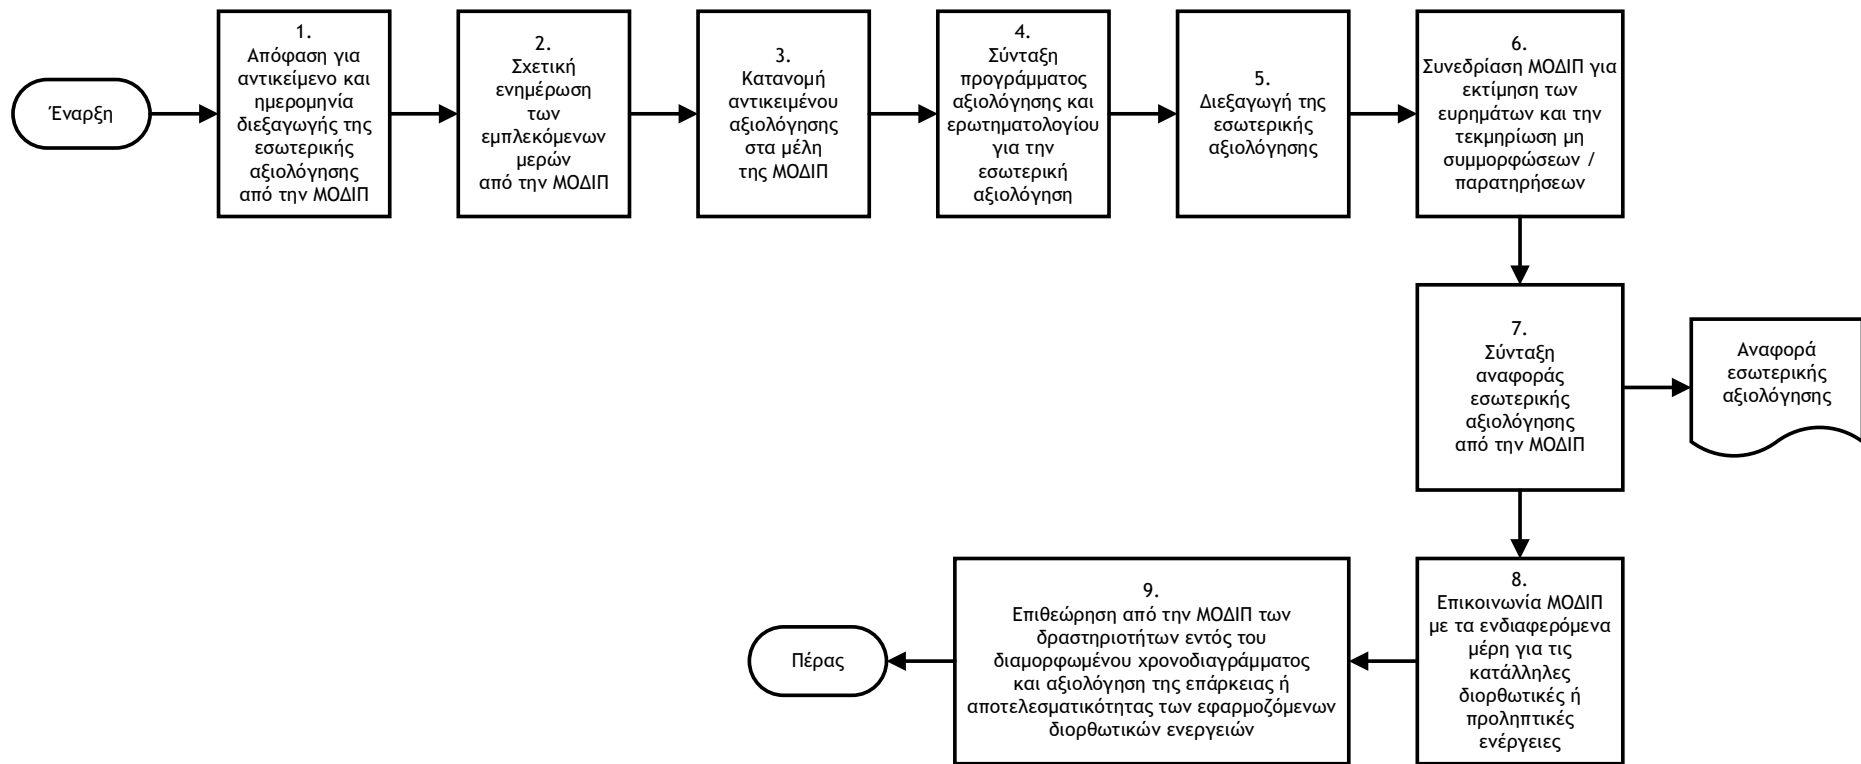 Έναρξη
1.
Απόφαση για
αντικείμενο και
ημερομηνία
διεξαγωγής της
εσωτερικής
αξιολόγησης
από την ΜΟΔΙΠ
2.
Σχετική
ενημέρωση
των
εμπλεκόμενων
μερών
από την ΜΟΔΙΠ
3.
Κατανομή
αντικειμένου
αξιολόγησης
στα μέλη
της ΜΟΔΙΠ
4.
Σύνταξη
προγράμματος
αξιολόγησης και
ερωτηματολογίου
για την
εσωτερική
αξιολόγηση
5.
Διεξαγωγή της
εσωτερικής
αξιολόγησης
6.
Συνεδρίαση ΜΟΔΙΠ για
εκτίμηση των
ευρημάτων και την
τεκμηρίωση μη
συμμορφώσεων /
παρατηρήσεων
7.
Σύνταξη
αναφοράς
εσωτερικής
αξιολόγησης
από την ΜΟΔΙΠ
Αναφορά
εσωτερικής
αξιολόγησης
8.
Επικοινωνία ΜΟΔΙΠ
με τα ενδιαφερόμενα
μέρη για τις
κατάλληλες
διορθωτικές ή
προληπτικές
ενέργειες
9.
Επιθεώρηση από την ΜΟΔΙΠ των
δραστηριοτήτων εντός του
διαμορφωμένου χρονοδιαγράμματος
και αξιολόγηση της επάρκειας ή
αποτελεσματικότητας των εφαρμοζόμενων
διορθωτικών ενεργειών
Πέρας